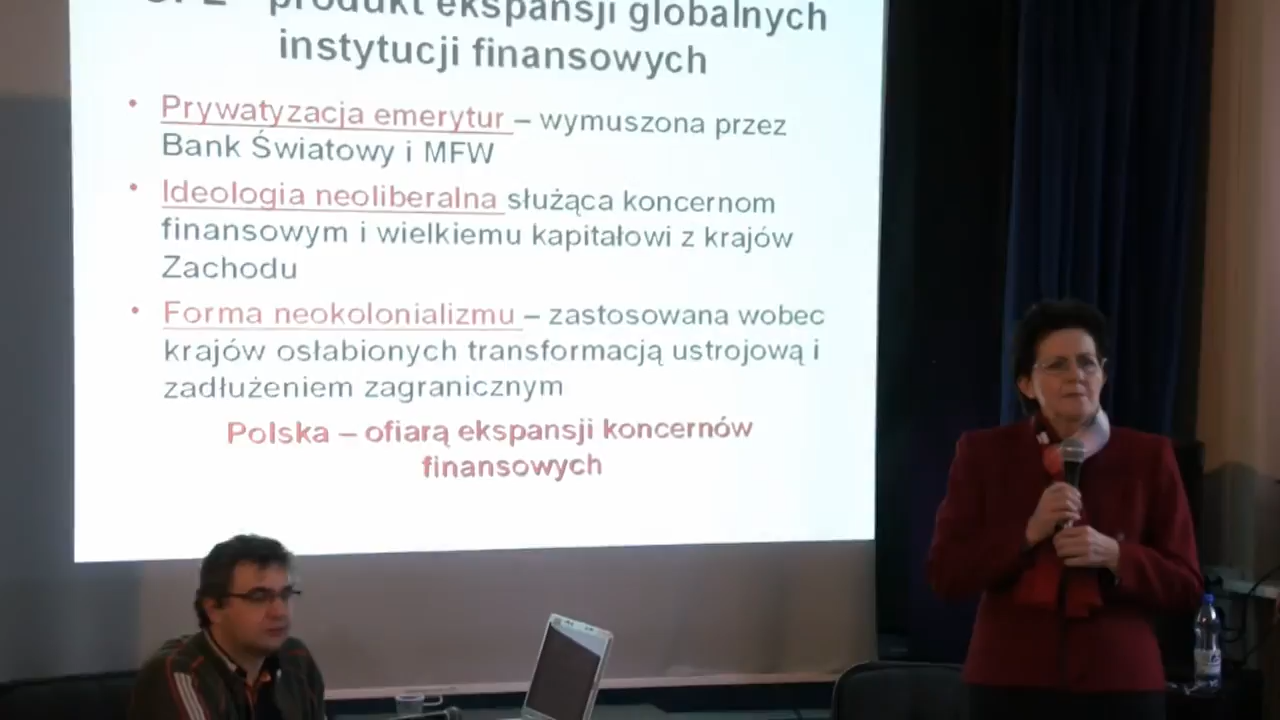 – produkt ekspansji globalnych
instytucji finansowych
• Prywatyzacja emerytur – wymuszona przez
Bank Światowy i MFW
• Ideologia neoliberalna służąca koncernom
finansowym i wielkiemu kapitałowi z krajów
Zachodu
• Forma neokolonializmu – zastosowana wobec
krajów osłabionych transformacją ustrojową i
zadłużeniem zagranicznym
Polska – ofiarą ekspansji koncernów
finansowych